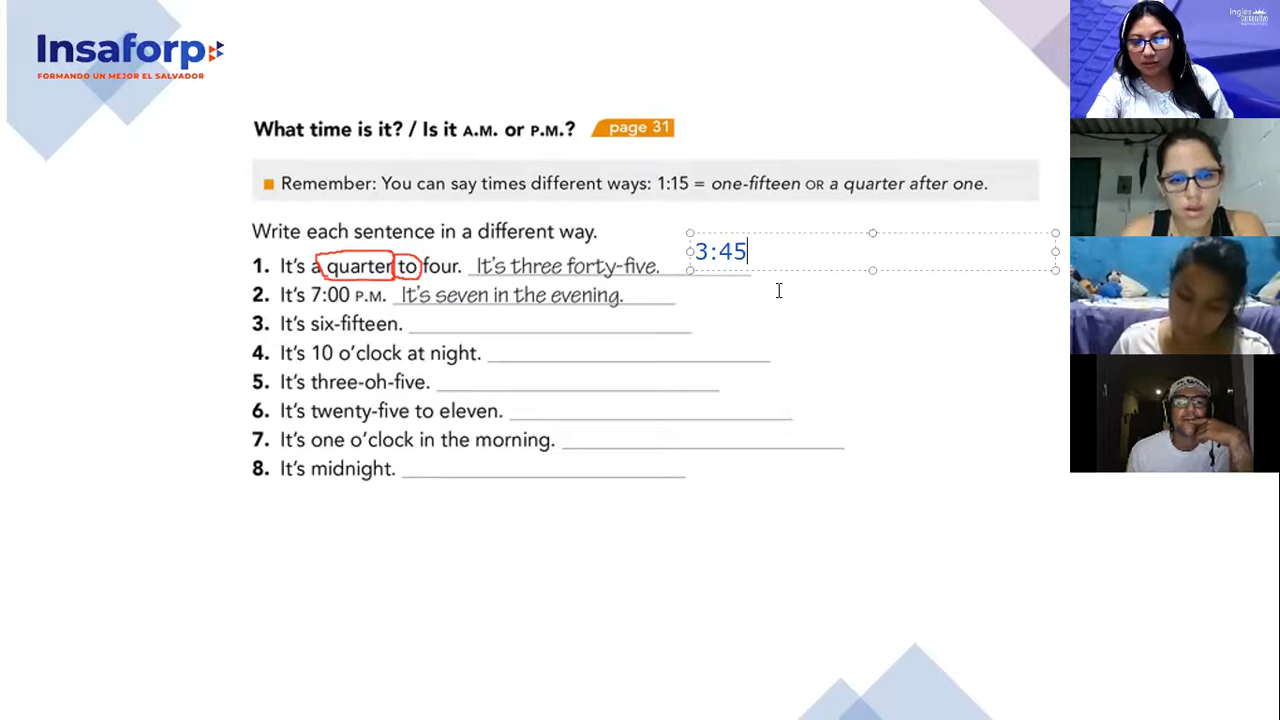 Insaforp
FORMANDO UN MEJOR EL SALVADOR
Ingles
corporativo
What time is it? / Is it A.M. or P.M.? page 31
Remember: You can say times different ways: 1:15 = one-fifteen OR a quarter after one.
Write each sentence in a different way.
3:45
1. It's a quarter to four. It's three forty-five.
2. It's 7:00 P.M. It's seven in the evening.
3. It's six-fifteen.
4. It's 10 o'clock at night.
5. It's three-oh-five.
6. It's twenty-five to eleven.
7. It's one o'clock in the morning.
8. It's midnight.